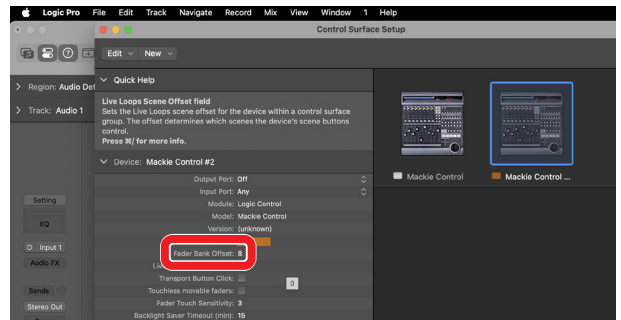 Logic Pro File Edit Track Navigate Record Mix View Window 1 Help
Control Surface Setup
Edit New
Region: Audio Def
Track: Audio 1
Quick Help
Live Loops Scene Offset field
Sets the Live Loops scene offset for the device within a control surface
group. The offset determines which scenes the device's scene buttons
control.
Press ⌘/ for more info.
Device: Mackie Control #2
Output Port: Off
Input Port: Any
Module: Logic Control
Model: Mackie Control
Version: (unknown)
Fader Bank Offset: 8
Transport Button Click:
0
Touchless movable faders:
Fader Touch Sensitivity: 3
Backlight Saver Timeout (min): 15
Setting
EQ
Input 1
Audio FX
Sends
Stereo Out
Mackie Control
Mackie Control ...